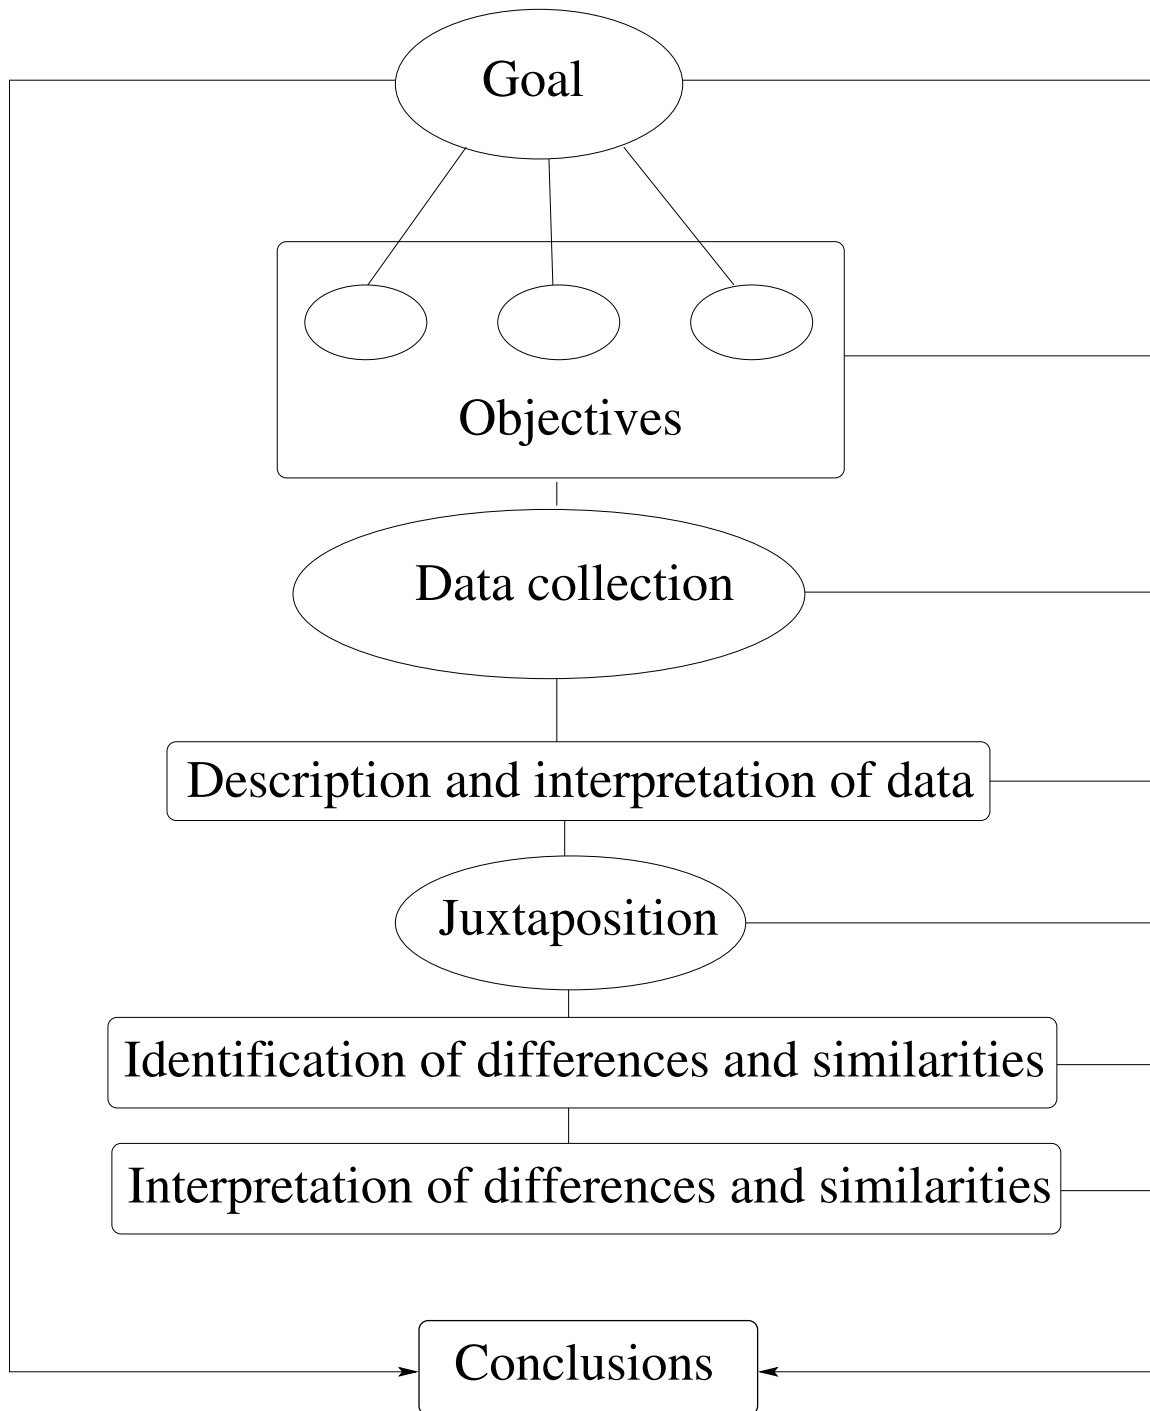 Goal
Objectives
Data collection
Description and interpretation of data
Juxtaposition
Identification of differences and similarities
Interpretation of differences and similarities
Conclusions